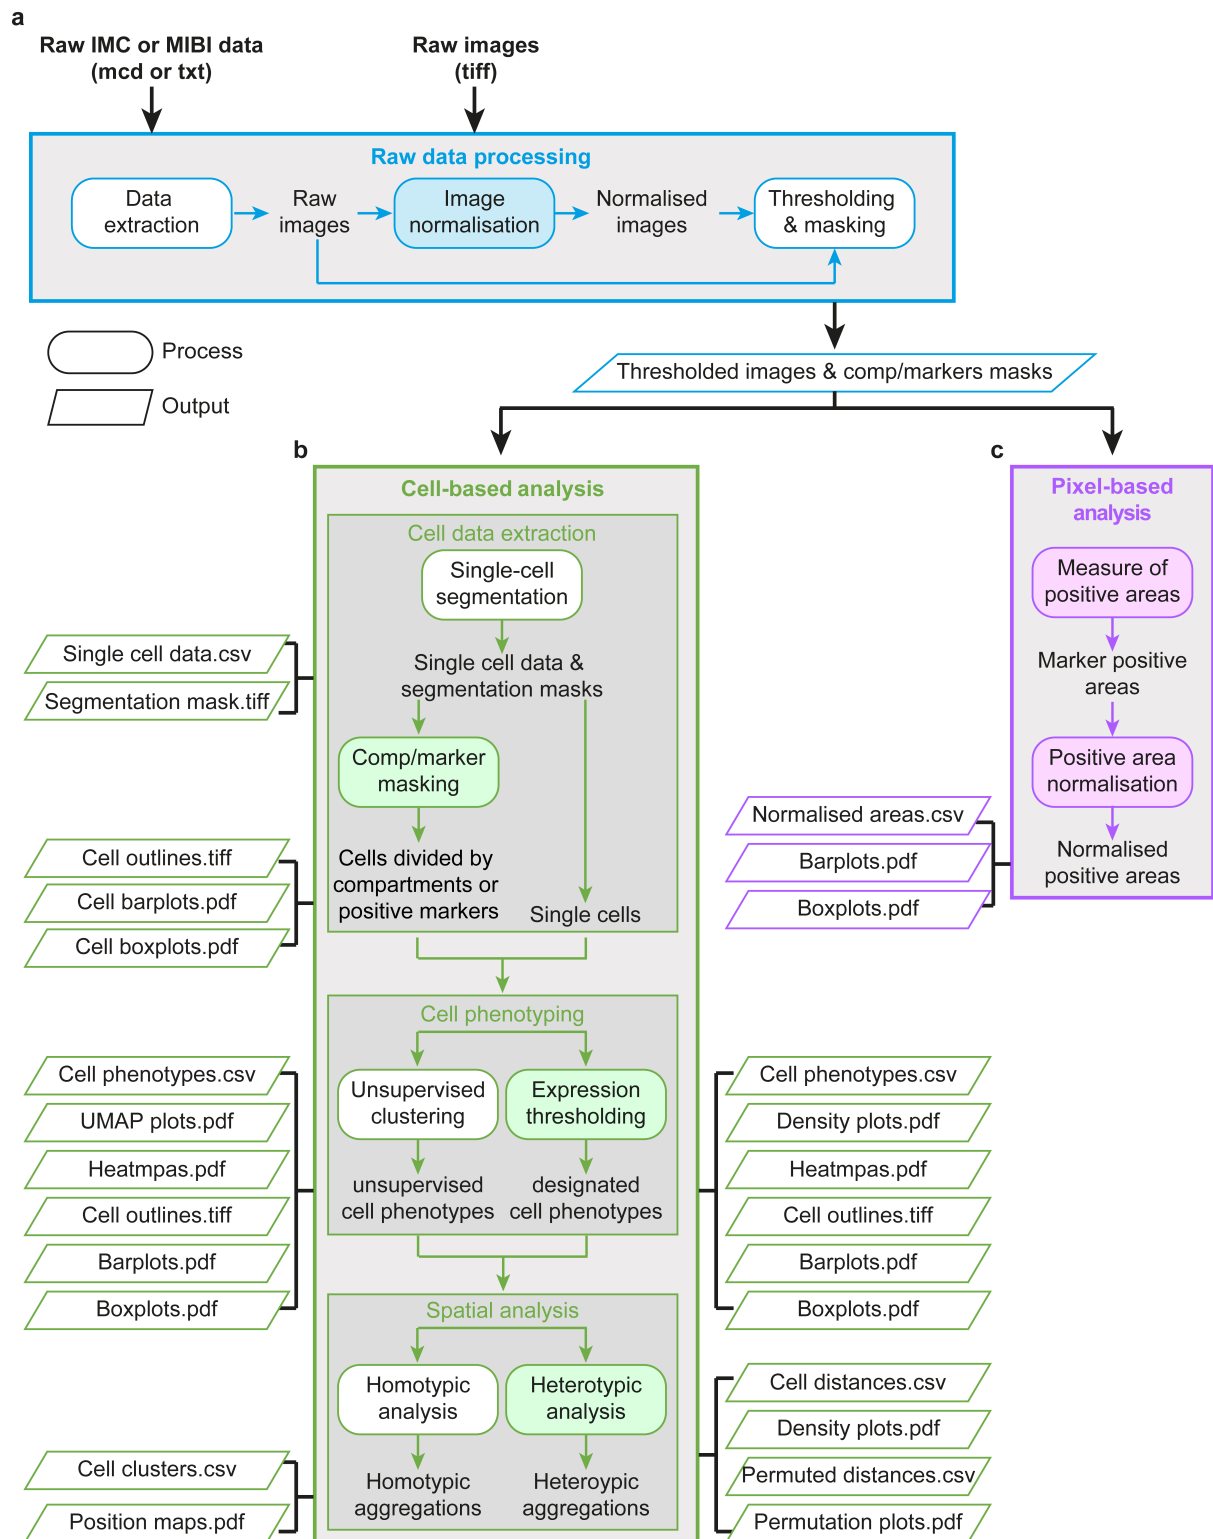 a
Raw IMC or MIBI data
(mcd or txt)
Raw images
(tiff)
Raw data processing
Data
extraction
Raw
images
Image
normalisation
Normalised
images
Thresholding
& masking
Process
Output
Thresholded images & comp/markers masks
b
Cell-based analysis
Cell data extraction
Single-cell
segmentation
Single cell data &
segmentation masks
Comp/marker
masking
Cells divided by
compartments or
positive markers
Single cells
Single cell data.csv
Segmentation mask.tiff
Cell outlines.tiff
Cell barplots.pdf
Cell boxplots.pdf
Cell phenotyping
Unsupervised
clustering
Expression
thresholding
unsupervised
cell phenotypes
designated
cell phenotypes
Cell phenotypes.csv
UMAP plots.pdf
Heatmpas.pdf
Cell outlines.tiff
Barplots.pdf
Boxplots.pdf
Cell phenotypes.csv
Density plots.pdf
Heatmpas.pdf
Cell outlines.tiff
Barplots.pdf
Boxplots.pdf
Spatial analysis
Homotypic
analysis
Heterotypic
analysis
Homotypic
aggregations
Heteroypic
aggregations
Cell clusters.csv
Position maps.pdf
Cell distances.csv
Density plots.pdf
Permuted distances.csv
Permutation plots.pdf
c
Pixel-based
analysis
Measure of
positive areas
Marker positive
areas
Positive area
normalisation
Normalised
positive areas
Normalised areas.csv
Barplots.pdf
Boxplots.pdf